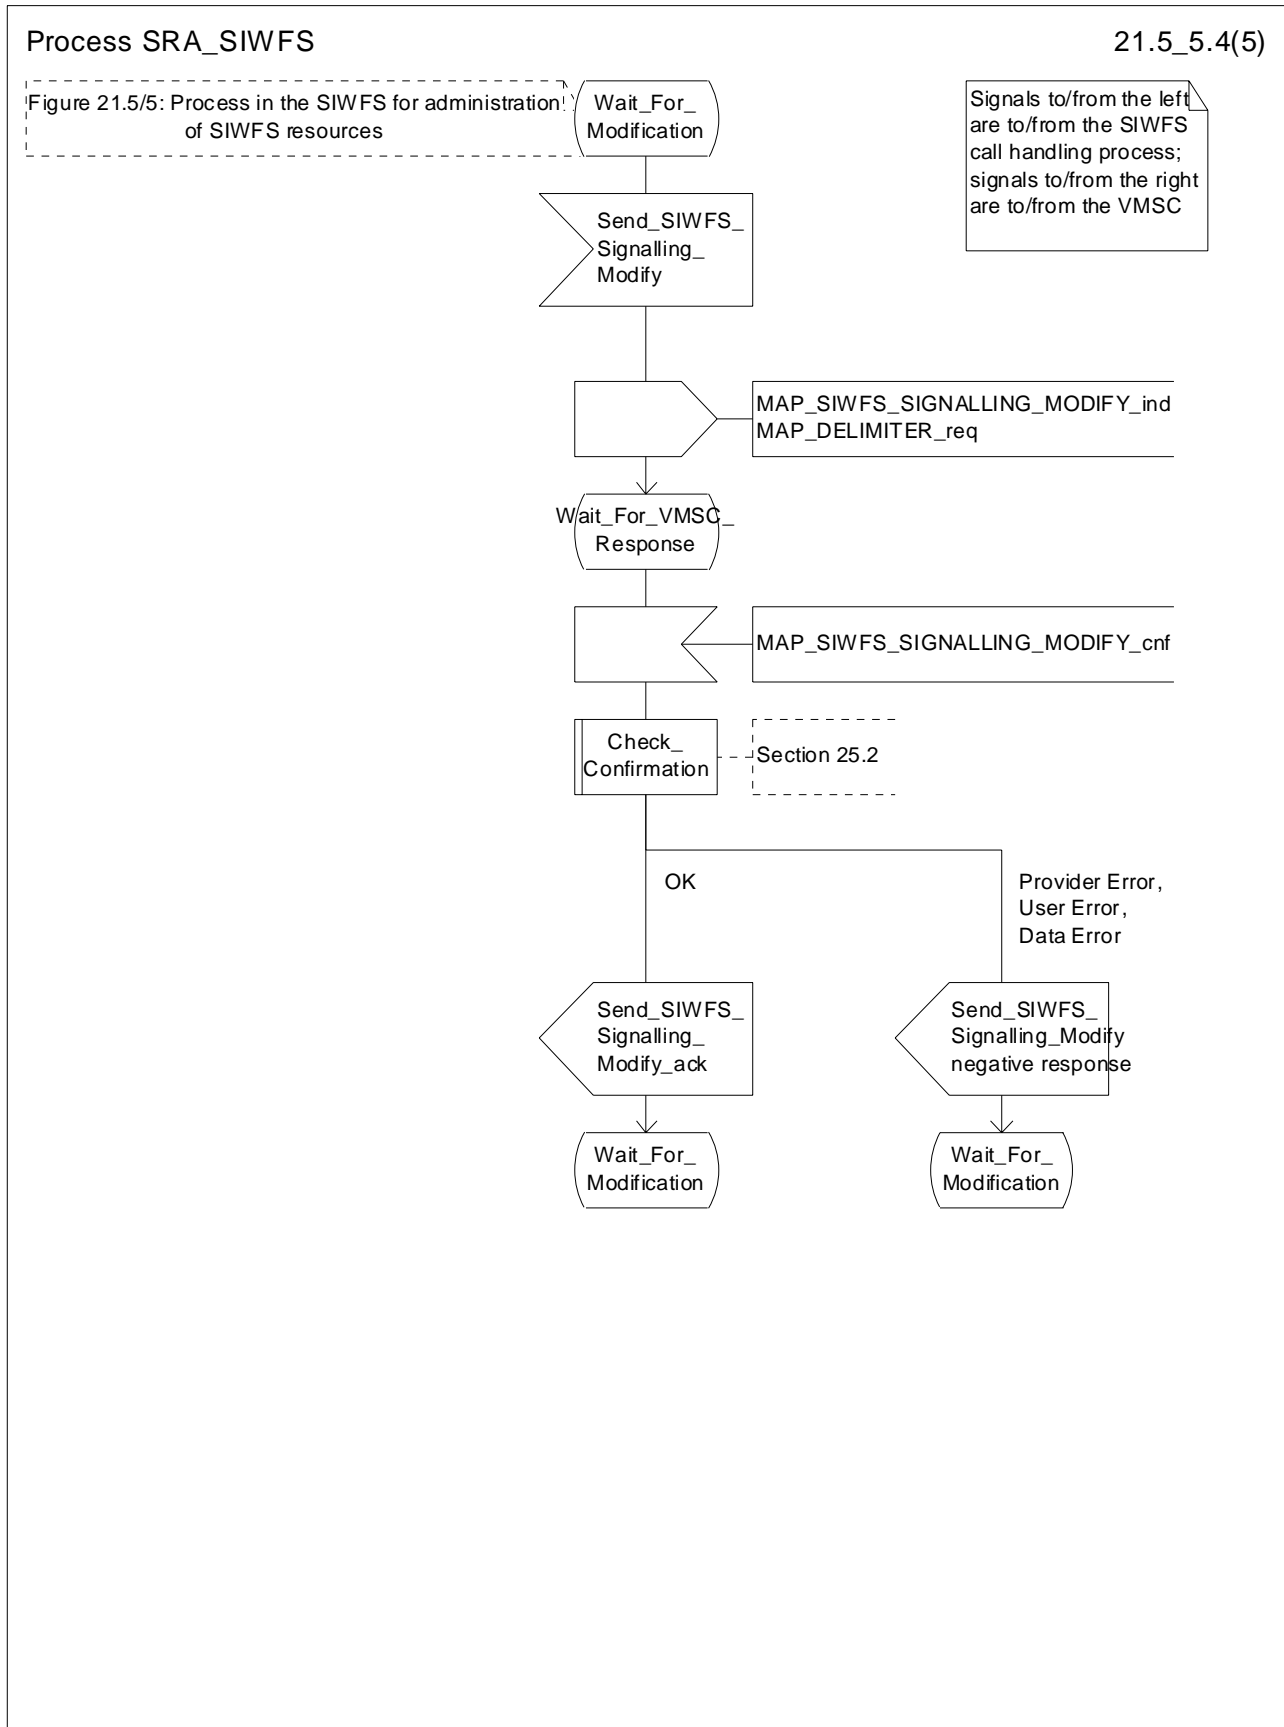 Process SRA_SIWFS
21.5_5.4(5)
Figure 21.5/5: Process in the SIWFS for administration
of SIWFS resources
Wait_For_
Modification
Signals to/from the left
are to/from the SIWFS
call handling process;
signals to/from the right
are to/from the VMSC
Send_SIWFS_
Signalling_
Modify
MAP_SIWFS_SIGNALLING_MODIFY_ind
MAP_DELIMITER_req
Wait_For_VMSC_
Response
MAP_SIWFS_SIGNALLING_MODIFY_cnf
Check_
Confirmation
Section 25.2
OK
Provider Error,
User Error,
Data Error
Send_SIWFS_
Signalling_
Modify_ack
Send_SIWFS_
Signalling_Modify
negative response
Wait_For_
Modification
Wait_For_
Modification